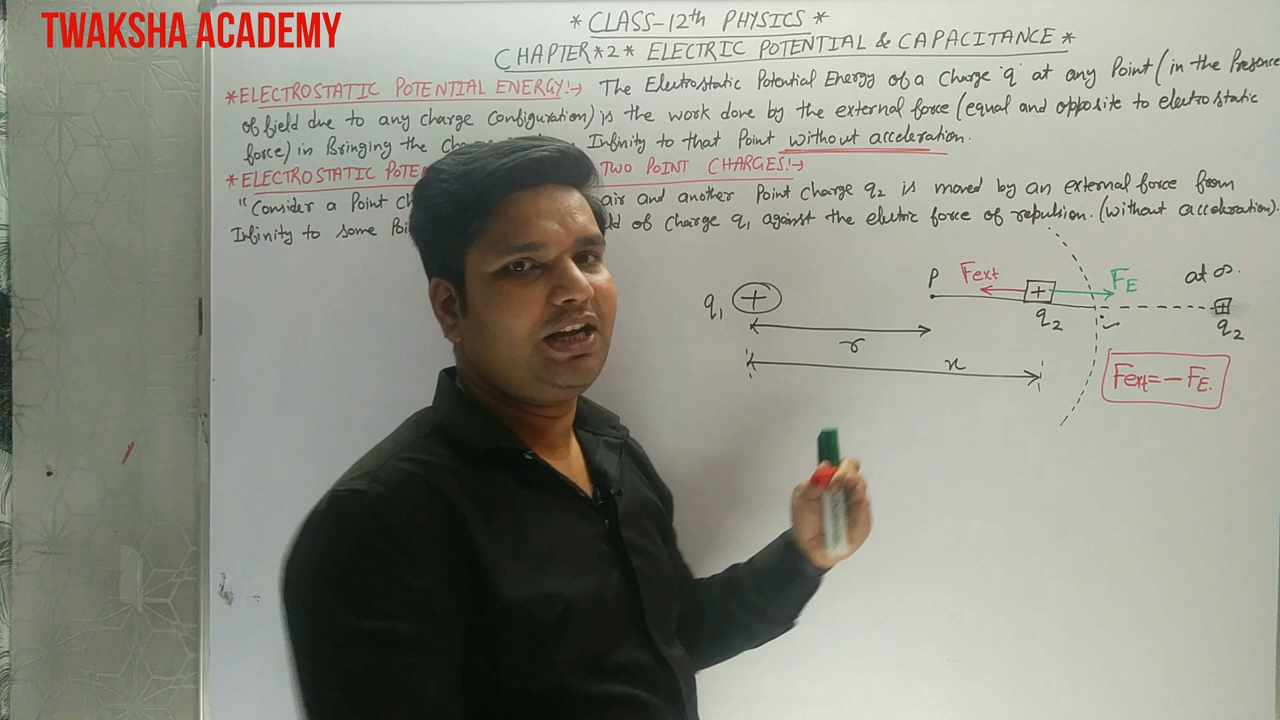 TWAKSHA ACADEMY
* CLASS-12th PHYSICS *
CHAPTER*2* ELECTRIC POTENTIAL & CAPACITANCE *
*ELECTROSTATIC POTENTIAL ENERGY:→ The Electrostatic Potential Energy of a Charge 'q' at any Point (in the Presence
of field due to any charge Configuration) is the work done by the external force (equal and opposite to electrostatic
force) in Bringing the Infinity to that Point without acceleration.
*ELECTROSTATIC TWO POINT CHARGES:→
"Consider a Point air and another Point Charge q2 is moved by an external force from
Infinity to some of Charge q1 against the electric force of repulsion. (without acceleration).
P Fext + FE at ∞.
q1 + q2 + q2
r
x
Fext = - FE.